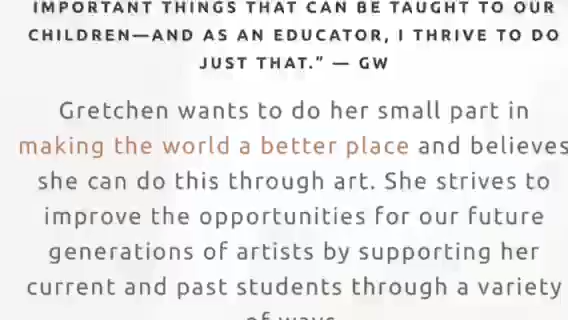 IMPORTANT THINGS THAT CAN BE TAUGHT TO OUR
CHILDREN—AND AS AN EDUCATOR, I THRIVE TO DO
JUST THAT.” — GW
Gretchen wants to do her small part in
making the world a better place and believes
she can do this through art. She strives to
improve the opportunities for our future
generations of artists by supporting her
current and past students through a variety
of ways